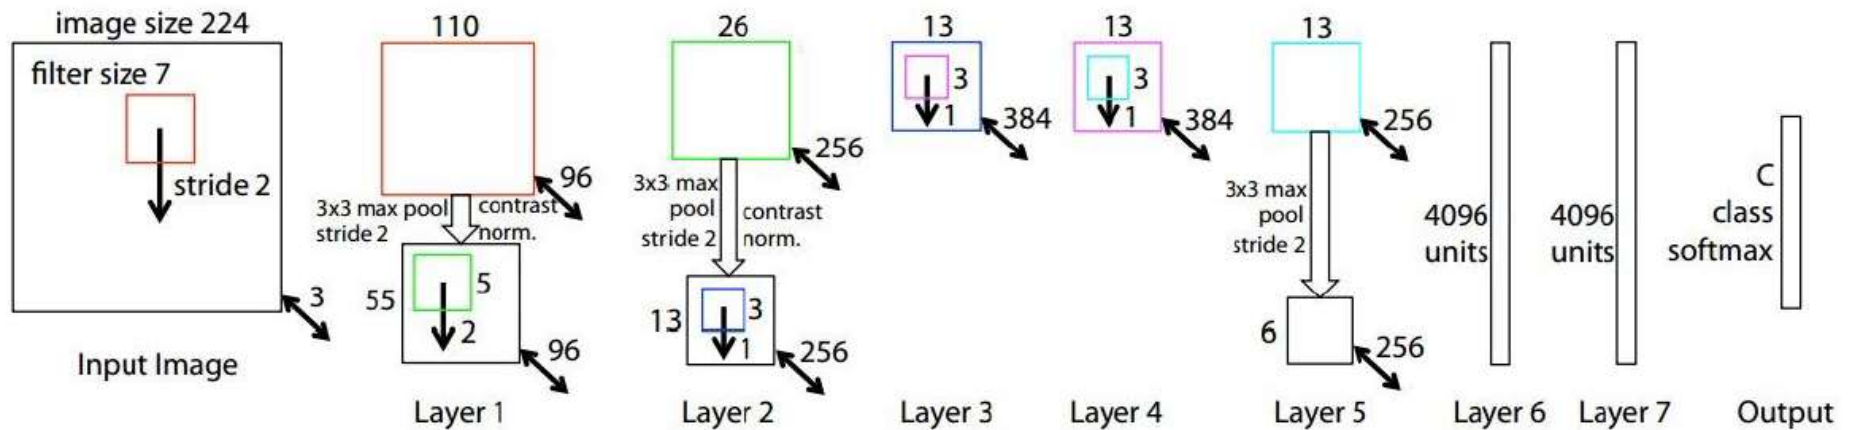 image size 224
filter size 7
stride 2
3
Input Image
110
96
3x3 max pool
stride 2
contrast
norm.
55
5
2
96
Layer 1
26
256
3x3 max
pool
stride 2
contrast
norm.
13
3
1
256
Layer 2
13
3
1
384
Layer 3
13
3
1
384
Layer 4
13
256
3x3 max
pool
stride 2
6
256
Layer 5
4096
units
Layer 6
4096
units
Layer 7
C
class
softmax
Output